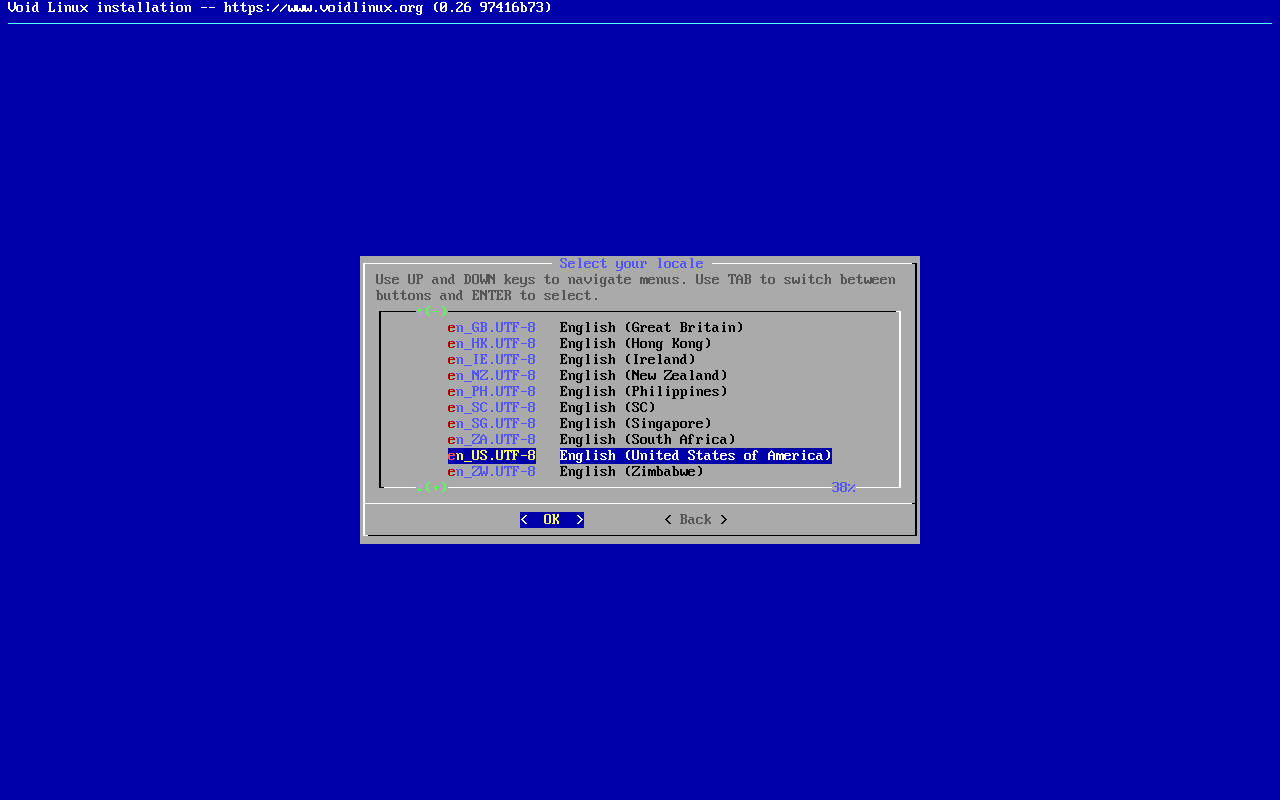 Void Linux installation -- https://www.voidlinux.org (0.26 97416b73)
Select your locale
Use UP and DOWN keys to navigate menus. Use TAB to switch between
buttons and ENTER to select.
^(-)
en_GB.UTF-8 English (Great Britain)
en_HK.UTF-8 English (Hong Kong)
en_IE.UTF-8 English (Ireland)
en_NZ.UTF-8 English (New Zealand)
en_PH.UTF-8 English (Philippines)
en_SC.UTF-8 English (SC)
en_SG.UTF-8 English (Singapore)
en_ZA.UTF-8 English (South Africa)
en_US.UTF-8 English (United States of America)
en_ZW.UTF-8 English (Zimbabwe)
.(+) 38%
< OK > < Back >